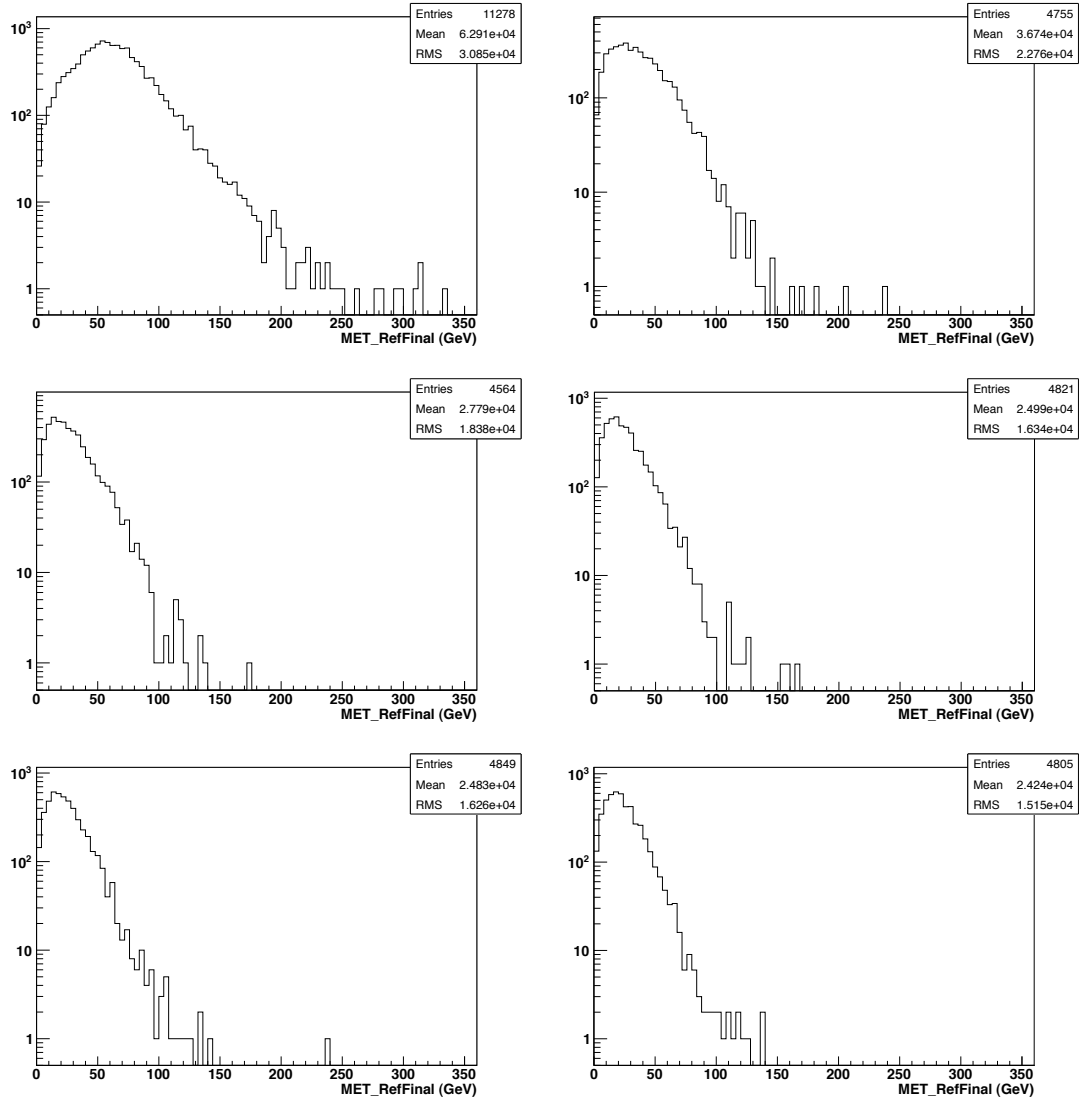 Entries 11278
Mean 6.291e+04
RMS 3.085e+04
10³
10²
10
1
0 50 100 150 200 250 300 350
MET_RefFinal (GeV)
Entries 4755
Mean 3.674e+04
RMS 2.276e+04
10²
10
1
0 50 100 150 200 250 300 350
MET_RefFinal (GeV)
Entries 4564
Mean 2.779e+04
RMS 1.838e+04
10²
10
1
0 50 100 150 200 250 300 350
MET_RefFinal (GeV)
Entries 4821
Mean 2.499e+04
RMS 1.634e+04
10³
10²
10
1
0 50 100 150 200 250 300 350
MET_RefFinal (GeV)
Entries 4849
Mean 2.483e+04
RMS 1.626e+04
10³
10²
10
1
0 50 100 150 200 250 300 350
MET_RefFinal (GeV)
Entries 4805
Mean 2.424e+04
RMS 1.515e+04
10³
10²
10
1
0 50 100 150 200 250 300 350
MET_RefFinal (GeV)